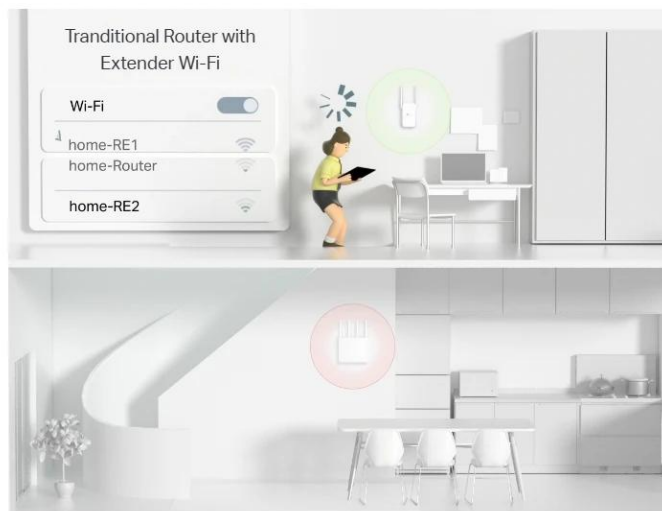 Tranditional Router with
Extender Wi-Fi
Wi-Fi
home-RE1
home-Router
home-RE2